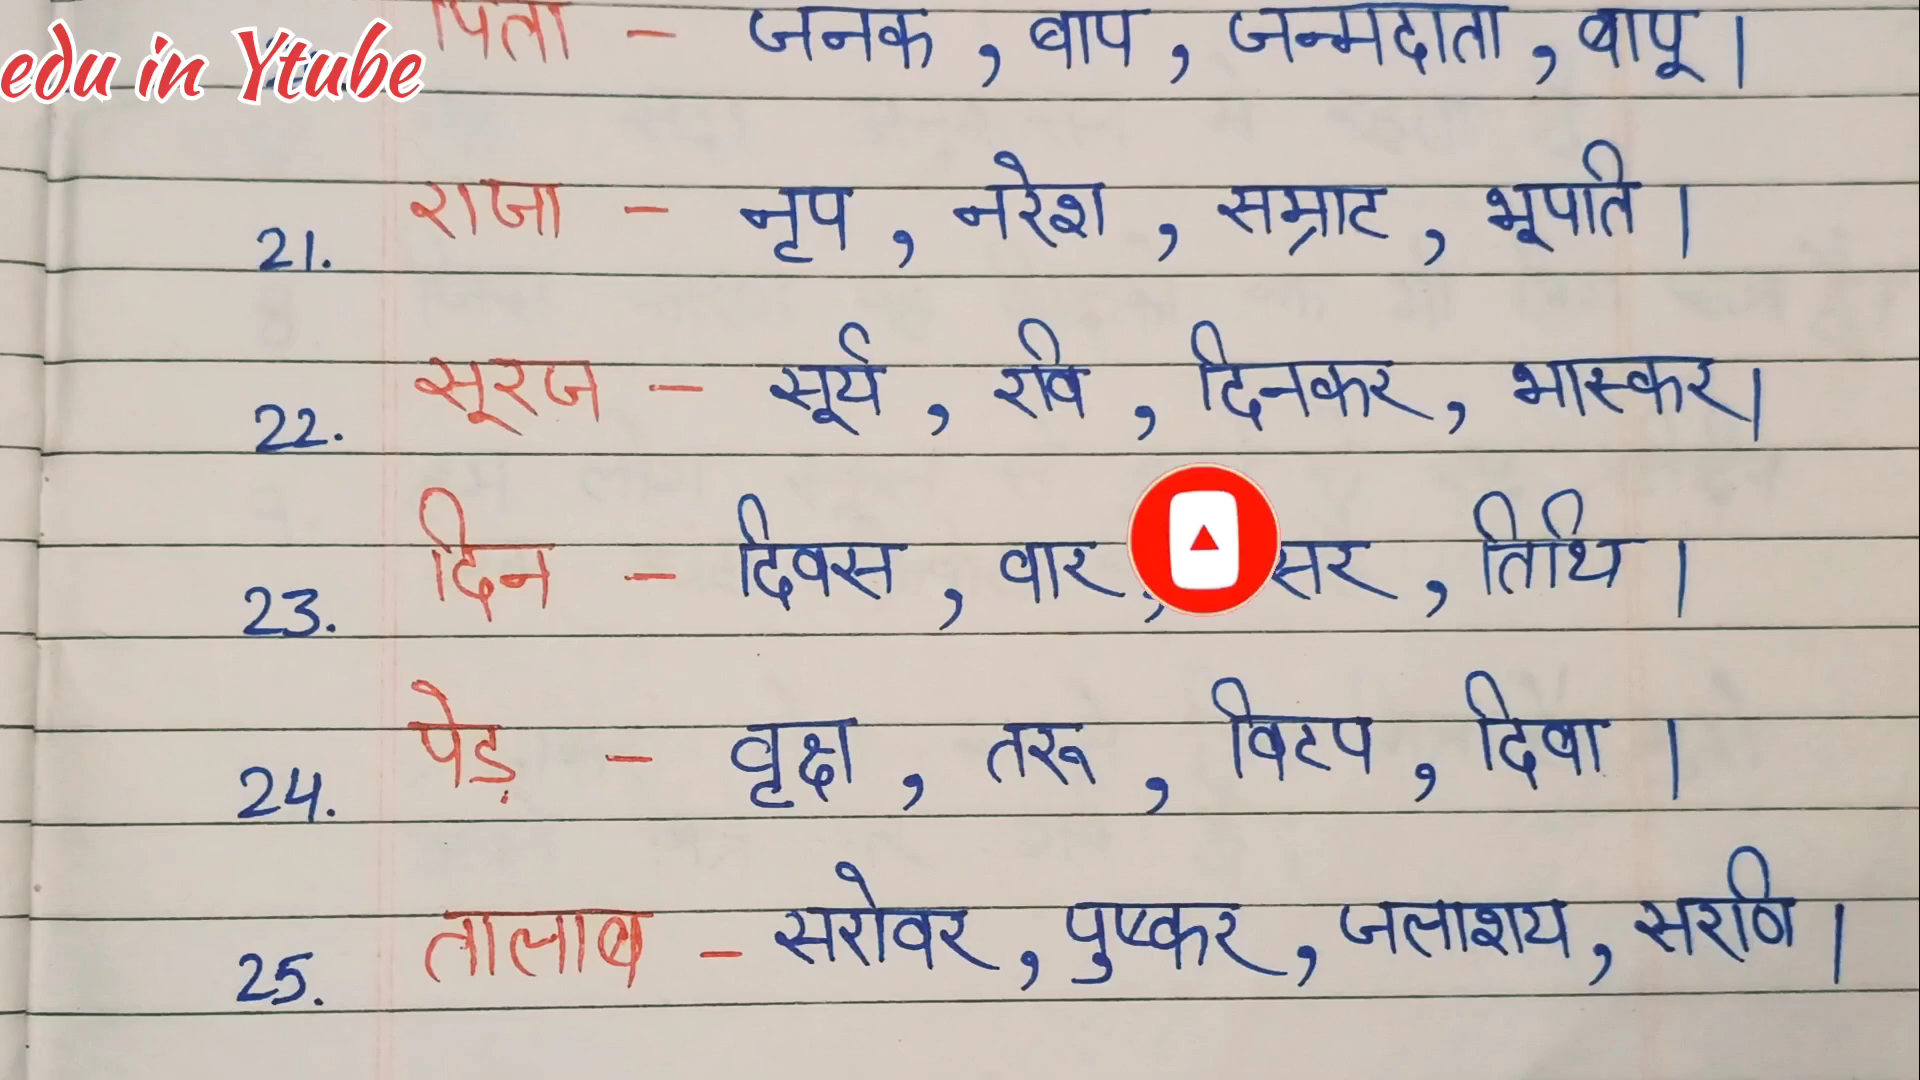 edu in Ytube
पिता - जनक , बाप , जन्मदाता , बापू ।
21. राजा - नृप , नरेश , सम्राट , भूपति ।
22. सूरज - सूर्य , रवि , दिनकर , भास्कर ।
23. दिन - दिवस , वार , सर , तिथि ।
24. पेड़ - वृक्ष , तरू , विटप , दिवा ।
25. तालाब - सरोवर , पुष्कर , जलाशय , सरणि ।